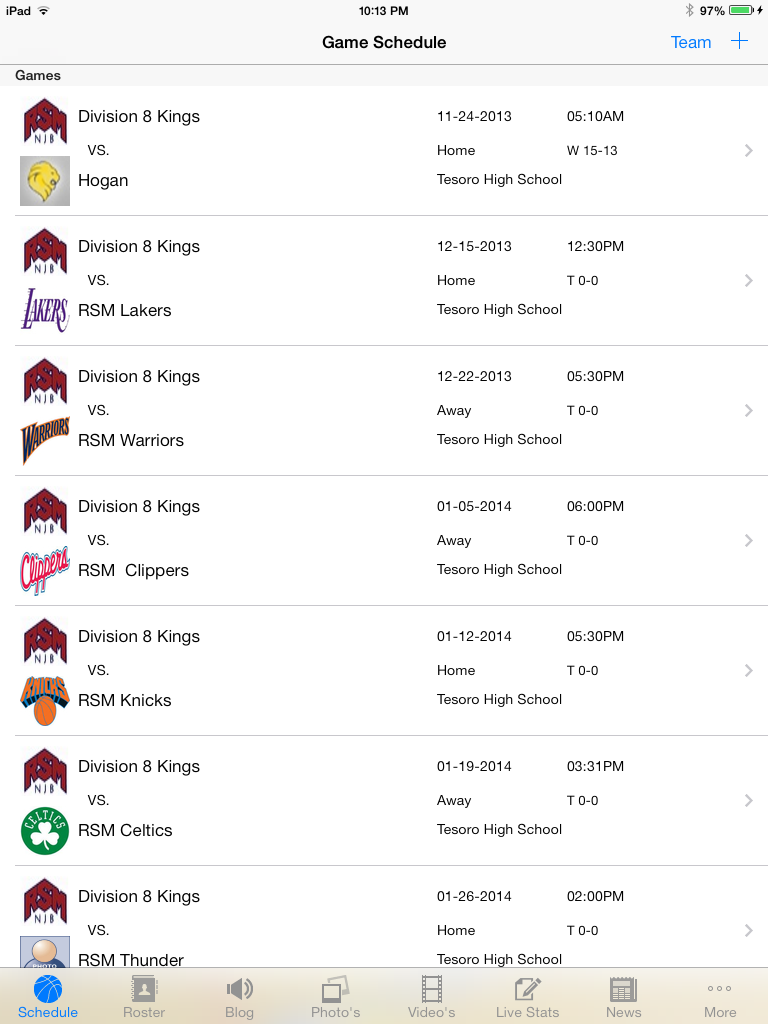 iPad 10:13 PM 97%
Game Schedule Team
Games
RSM NJB Division 8 Kings 11-24-2013 05:10AM
VS. Home W 15-13
Hogan Tesoro High School
RSM NJB Division 8 Kings 12-15-2013 12:30PM
VS. Home T 0-0
LAKERS RSM Lakers Tesoro High School
RSM NJB Division 8 Kings 12-22-2013 05:30PM
VS. Away T 0-0
WARRIORS RSM Warriors Tesoro High School
RSM NJB Division 8 Kings 01-05-2014 06:00PM
VS. Away T 0-0
Clippers RSM  Clippers Tesoro High School
RSM NJB Division 8 Kings 01-12-2014 05:30PM
VS. Home T 0-0
KNICKS RSM Knicks Tesoro High School
RSM NJB Division 8 Kings 01-19-2014 03:31PM
VS. Away T 0-0
CELTICS RSM Celtics Tesoro High School
RSM NJB Division 8 Kings 01-26-2014 02:00PM
VS. Home T 0-0
PHOTO RSM Thunder Tesoro High School
Schedule Roster Blog Photo's Video's Live Stats News More